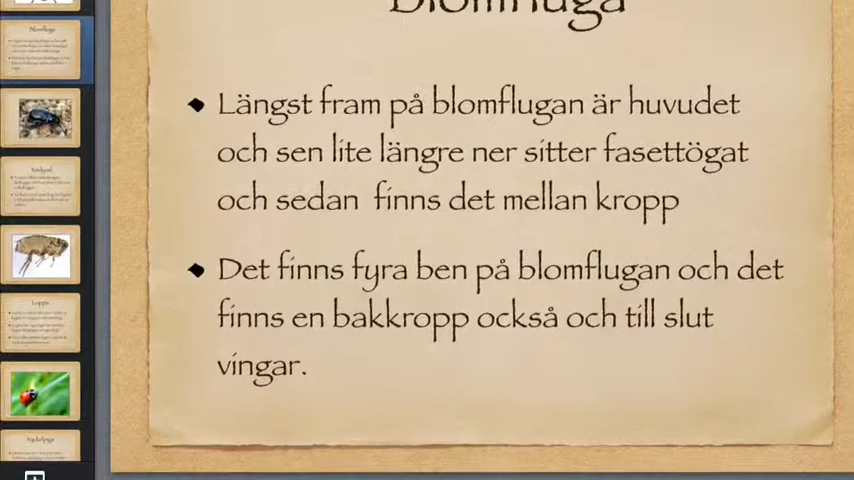 Blomfluga
Längst fram på blomflugan är huvudet
och sen lite längre ner sitter fasettögat
och sedan finns det mellan kropp
Det finns fyra ben på blomflugan och det
finns en bakkropp också och till slut
vingar.
Loppa